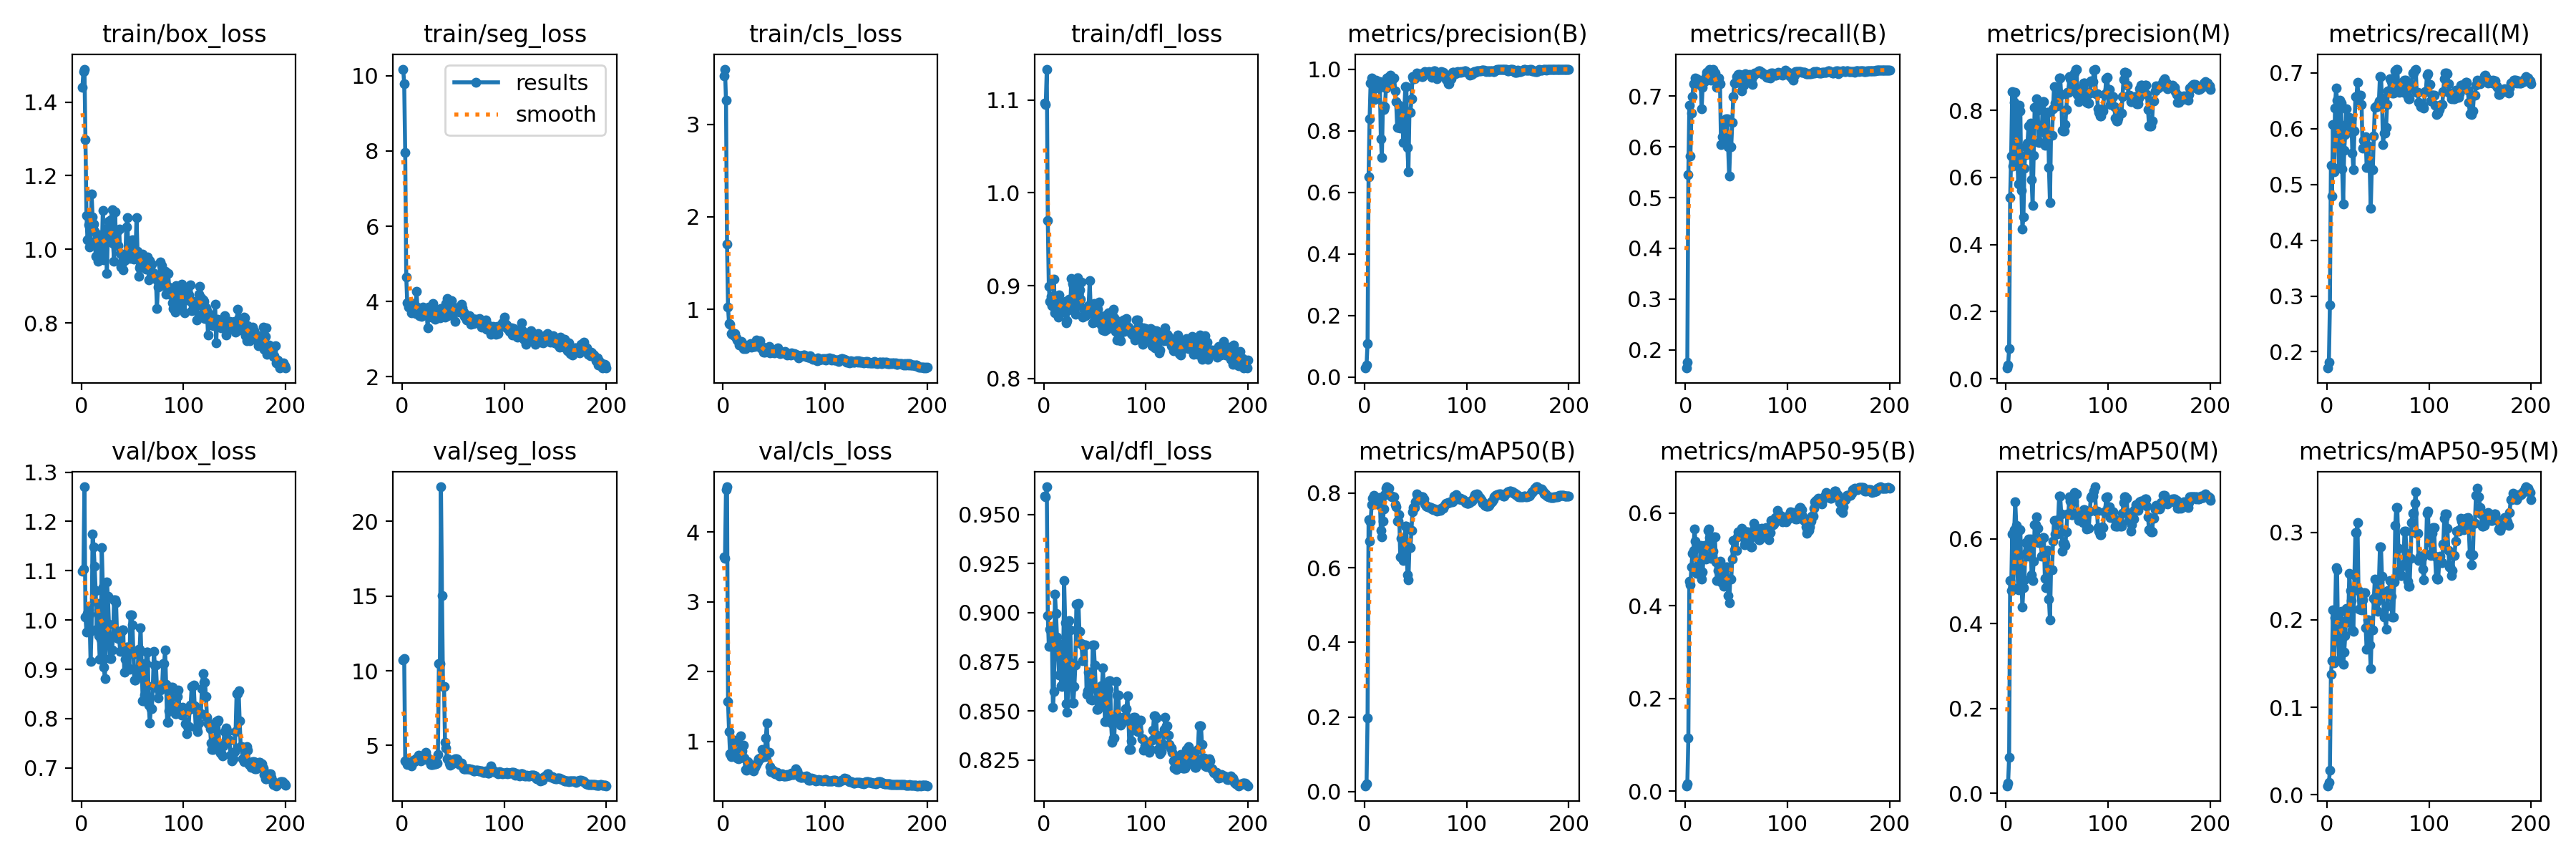 train/box_loss
1.4
1.2
1.0
0.8
0 100 200
train/seg_loss
results
smooth
10
8
6
4
2
0 100 200
train/cls_loss
3
2
1
0 100 200
train/dfl_loss
1.1
1.0
0.9
0.8
0 100 200
metrics/precision(B)
1.0
0.8
0.6
0.4
0.2
0.0
0 100 200
metrics/recall(B)
0.7
0.6
0.5
0.4
0.3
0.2
0 100 200
metrics/precision(M)
0.8
0.6
0.4
0.2
0.0
0 100 200
metrics/recall(M)
0.7
0.6
0.5
0.4
0.3
0.2
0 100 200
val/box_loss
1.3
1.2
1.1
1.0
0.9
0.8
0.7
0 100 200
val/seg_loss
20
15
10
5
0 100 200
val/cls_loss
4
3
2
1
0 100 200
val/dfl_loss
0.950
0.925
0.900
0.875
0.850
0.825
0 100 200
metrics/mAP50(B)
0.8
0.6
0.4
0.2
0.0
0 100 200
metrics/mAP50-95(B)
0.6
0.4
0.2
0.0
0 100 200
metrics/mAP50(M)
0.6
0.4
0.2
0.0
0 100 200
metrics/mAP50-95(M)
0.3
0.2
0.1
0.0
0 100 200